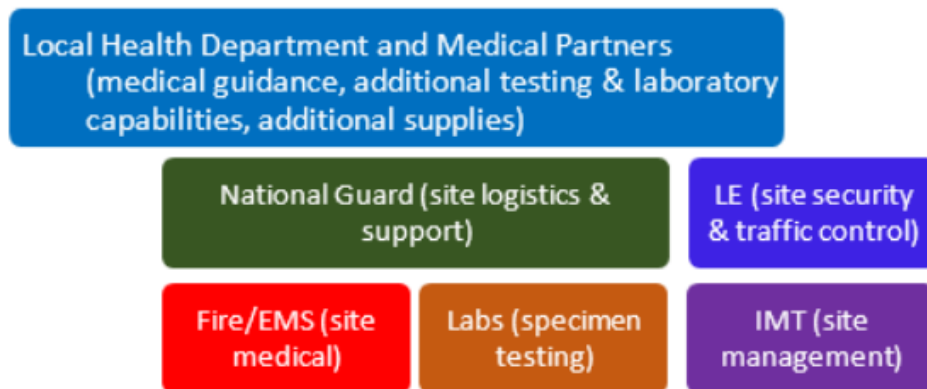 Local Health Department and Medical Partners
(medical guidance, additional testing & laboratory
capabilities, additional supplies)
National Guard (site logistics &
support)
LE (site security
& traffic control)
Fire/EMS (site
medical)
Labs (specimen
testing)
IMT (site
management)